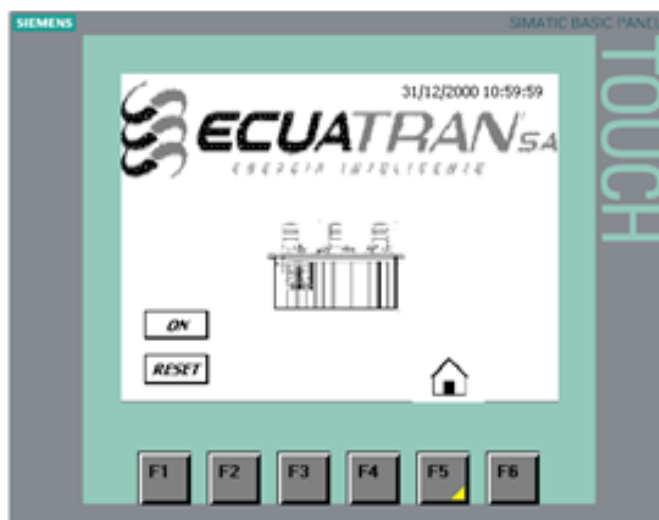 SIEMENS
SIMATIC BASIC PANEL
TOUCH
31/12/2000 10:59:59
ECUATRAN SA
ENERGIA INTELIGENTE
ON
RESET
F1 F2 F3 F4 F5 F6